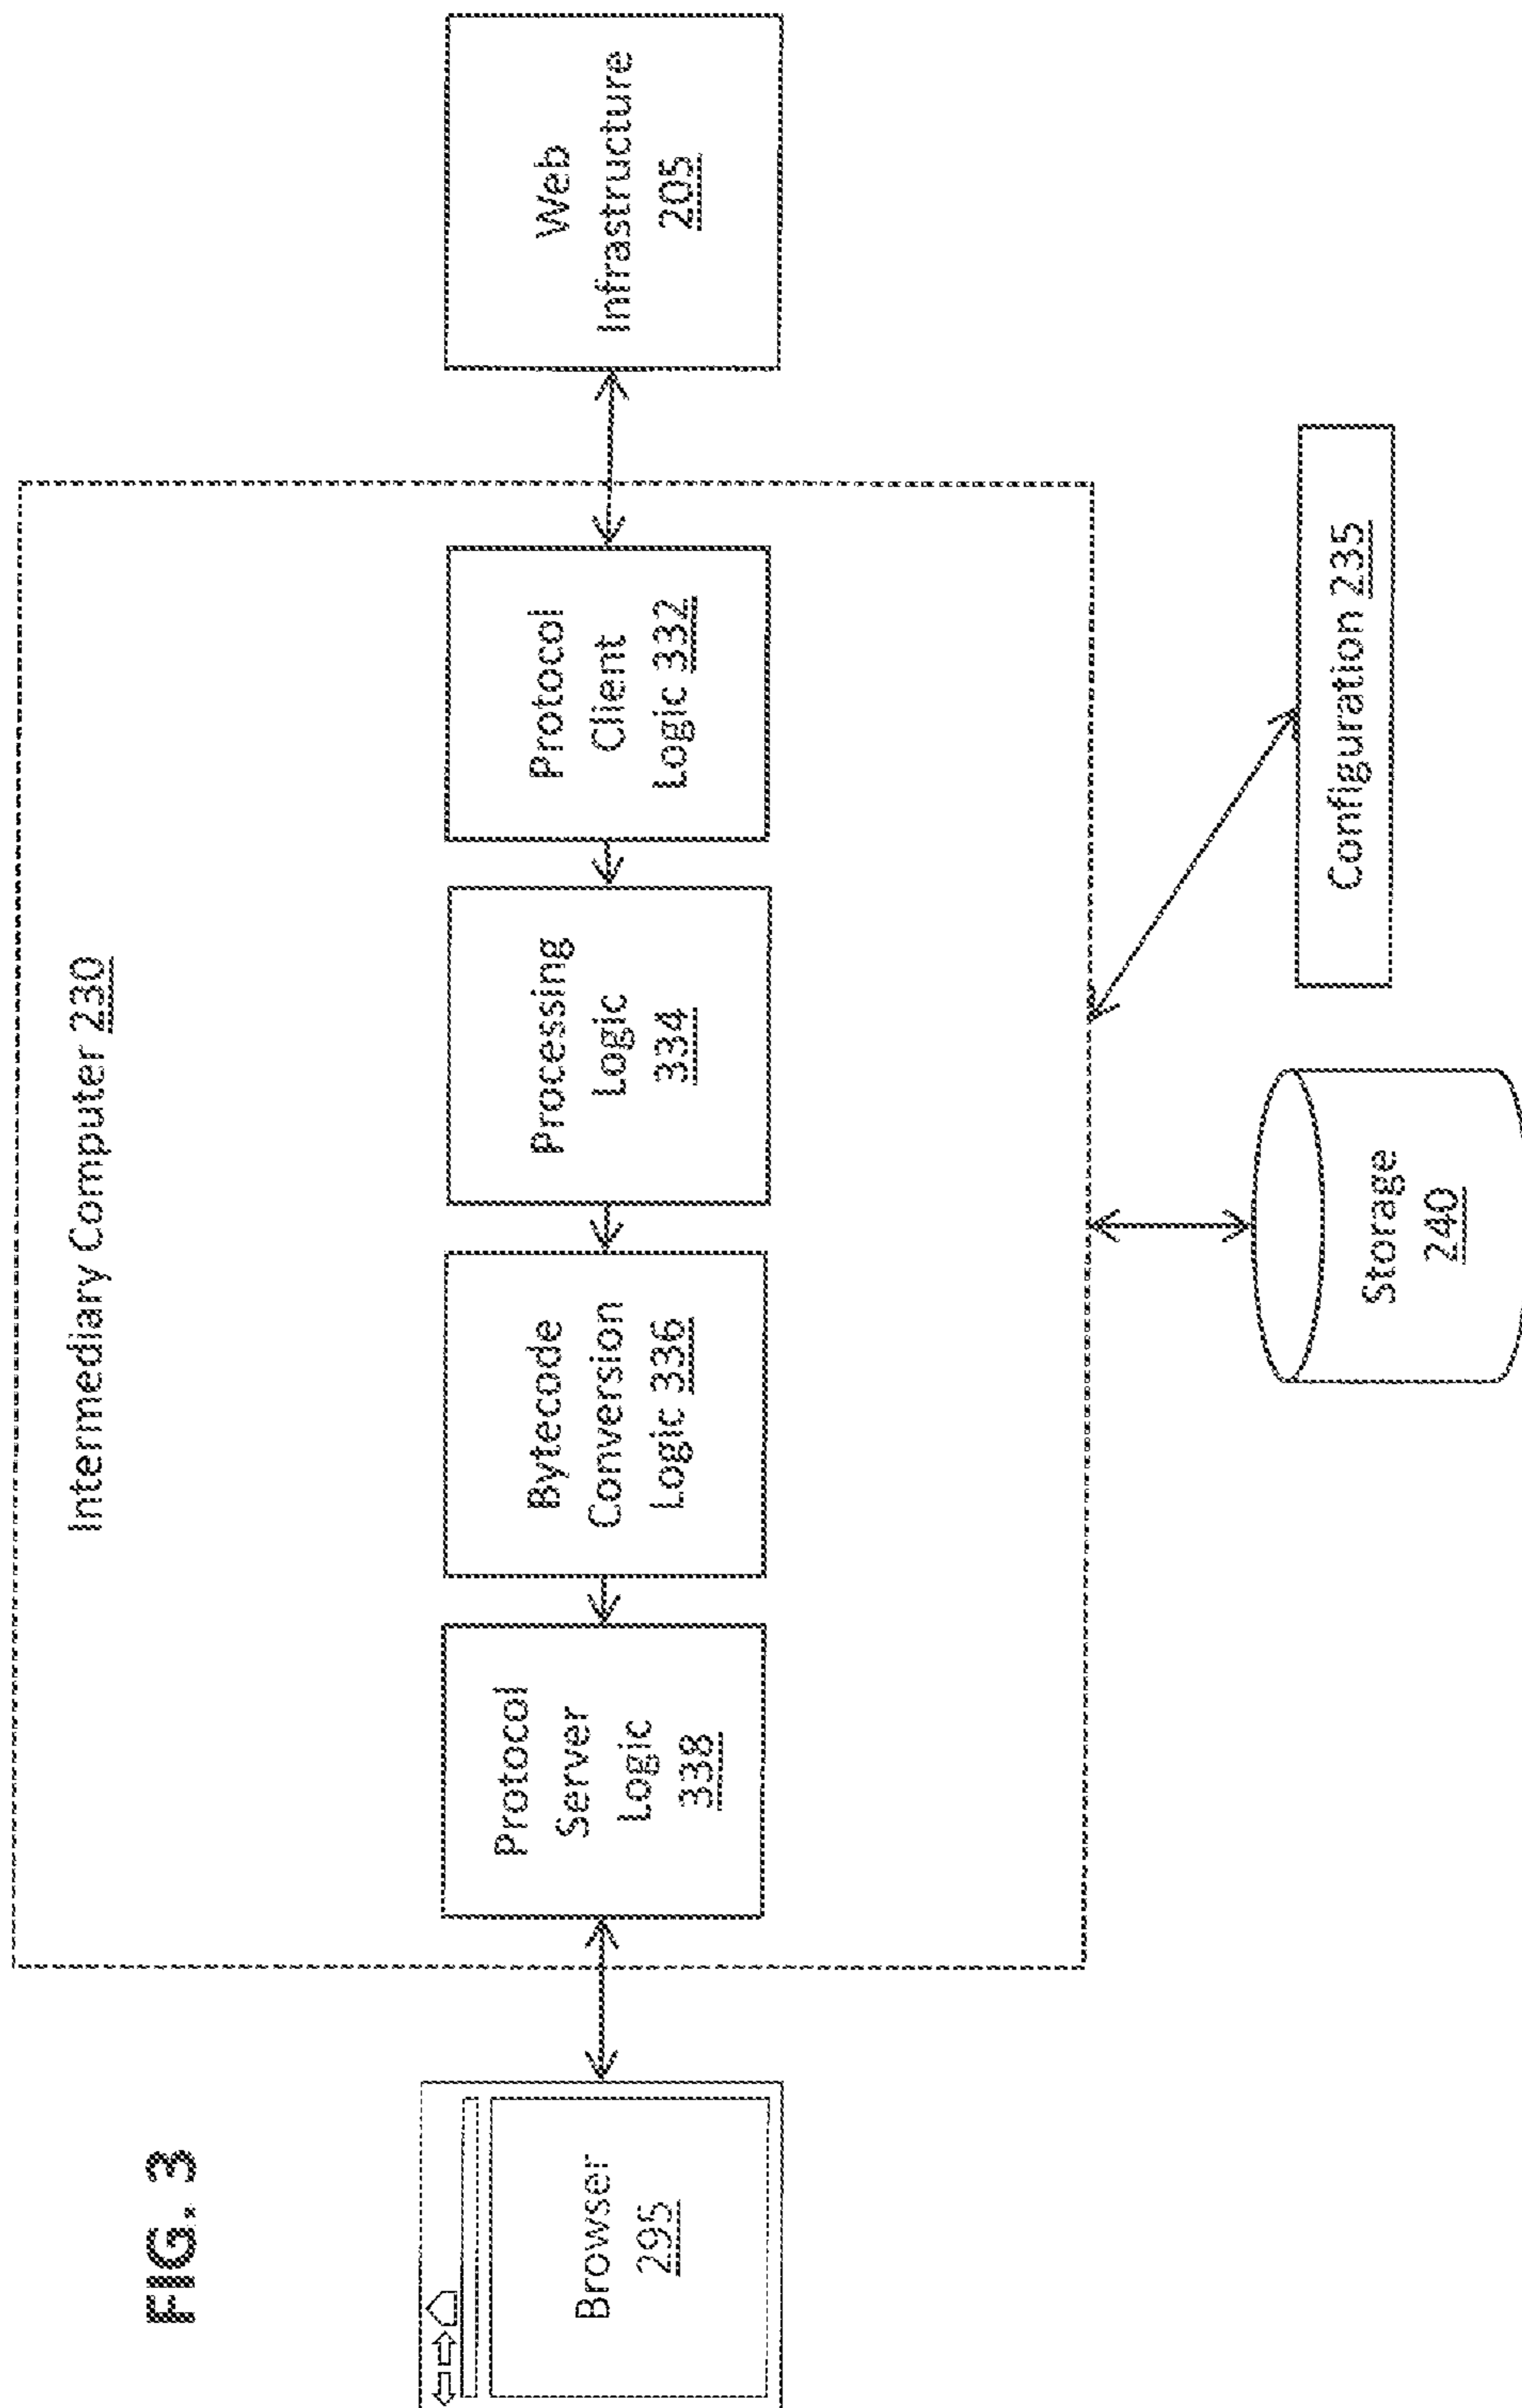 FIG. 3
Intermediary Computer 230
Browser
295
Protocol
Server
Logic
338
Bytecode
Conversion
Logic 336
Processing
Logic
334
Protocol
Client
Logic 332
Web
Infrastructure
205
Storage
240
Configuration 235